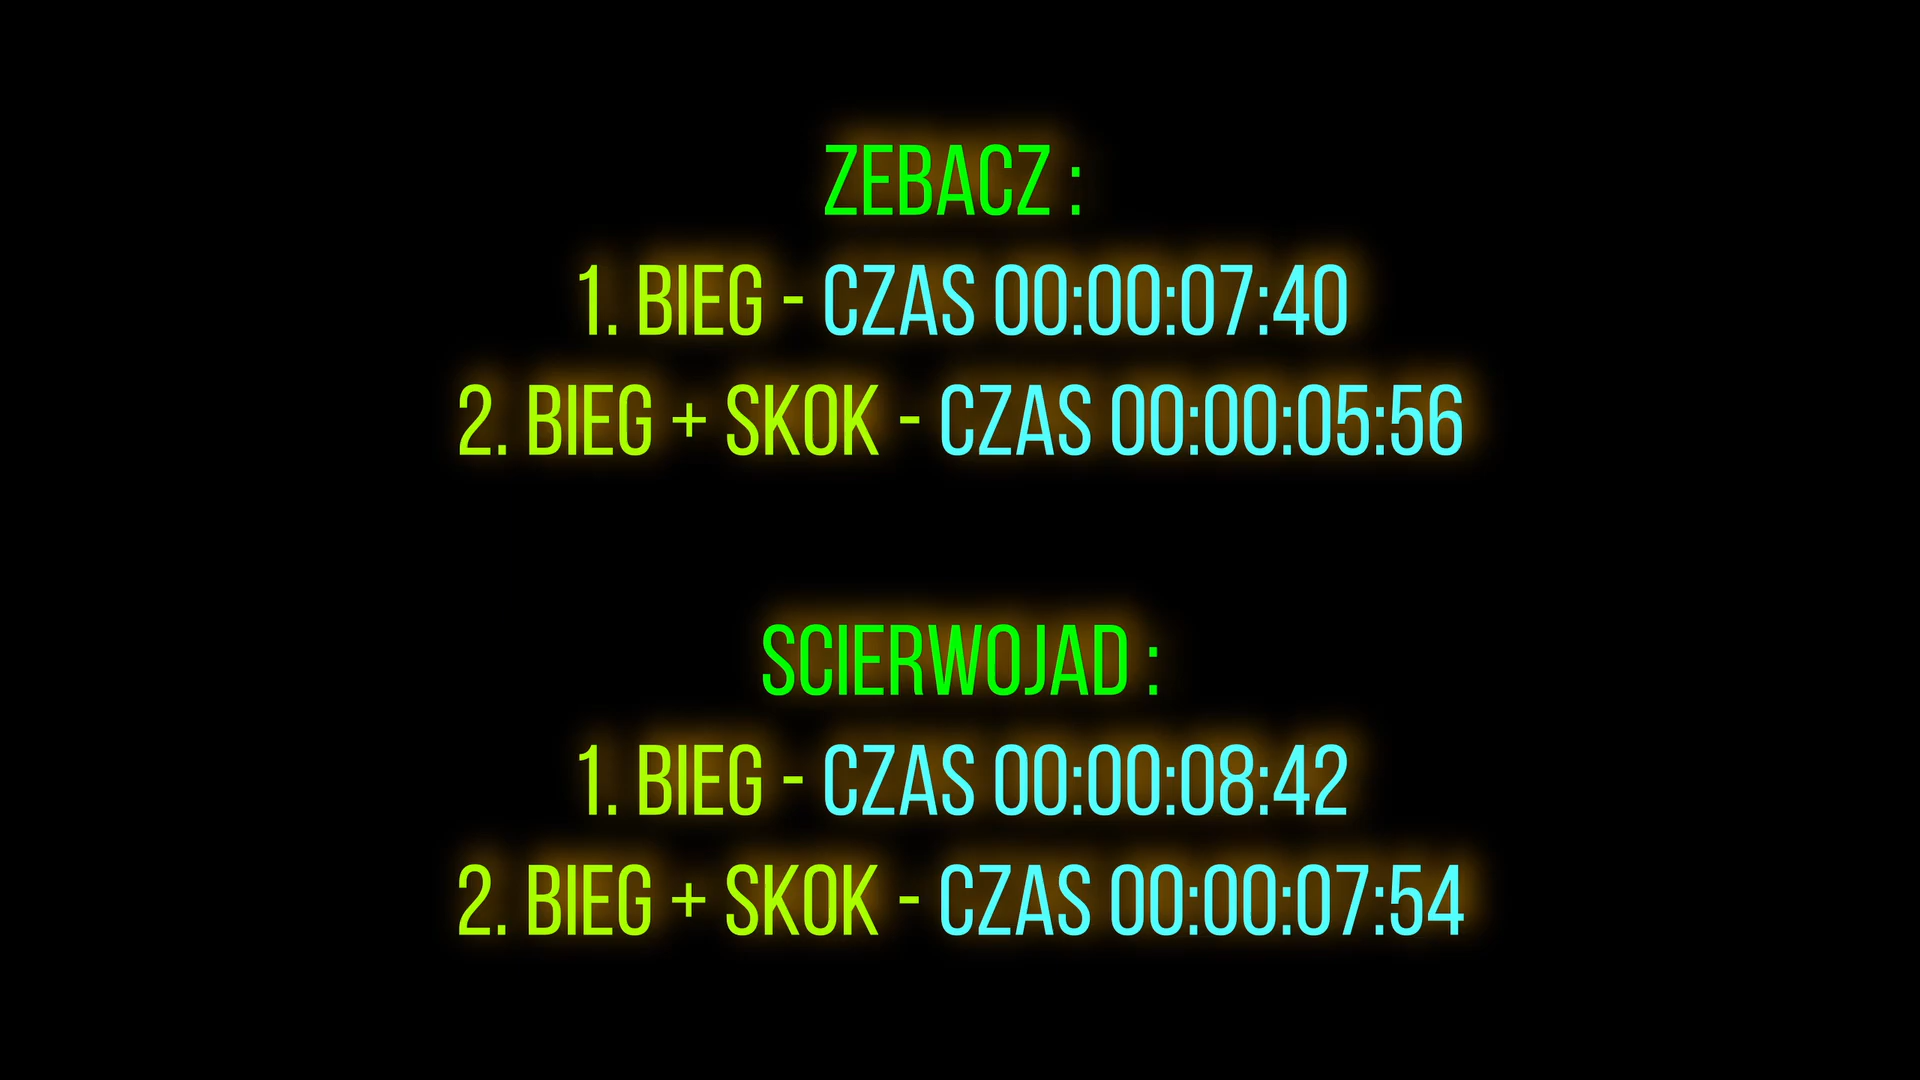 ZEBACZ :
1. BIEG - CZAS 00:00:07:40
2. BIEG + SKOK - CZAS 00:00:05:56
SCIERWOJAD :
1. BIEG - CZAS 00:00:08:42
2. BIEG + SKOK - CZAS 00:00:07:54